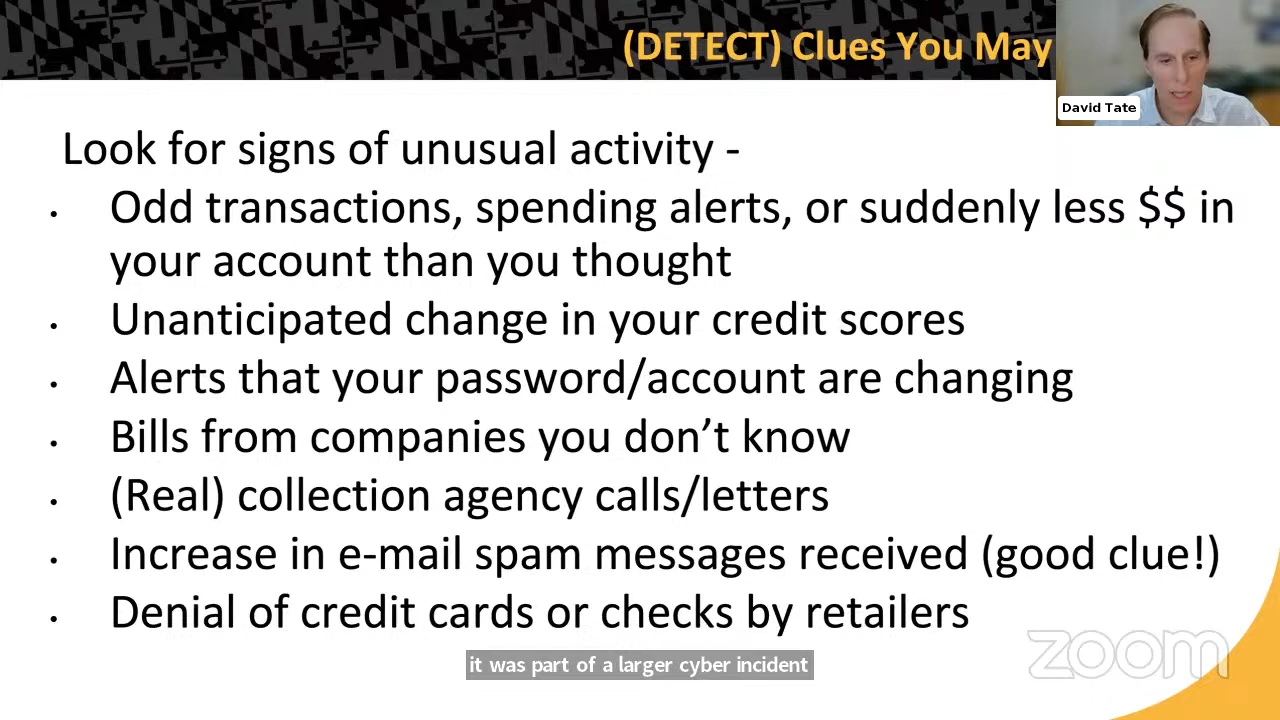 (DETECT) Clues You May
David Tate
Look for signs of unusual activity -
• Odd transactions, spending alerts, or suddenly less $$ in
your account than you thought
• Unanticipated change in your credit scores
• Alerts that your password/account are changing
• Bills from companies you don’t know
• (Real) collection agency calls/letters
• Increase in e-mail spam messages received (good clue!)
• Denial of credit cards or checks by retailers
zoom
it was part of a larger cyber incident